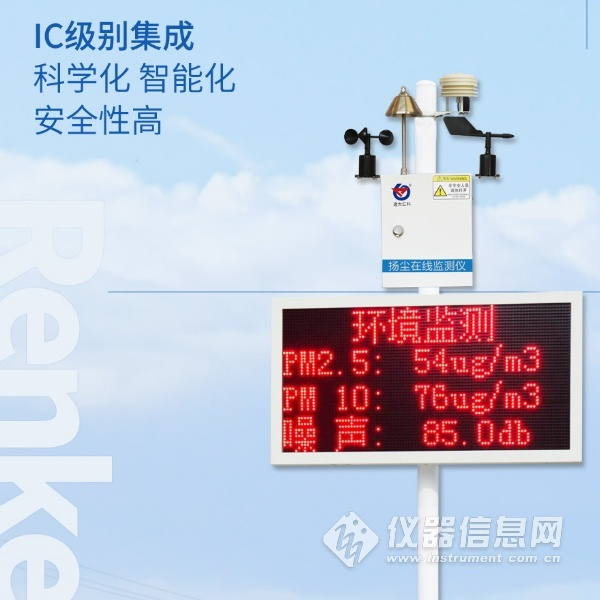 IC级别集成
科学化 智能化
安全性高
Renke
扬尘在线监测仪
环境监测
PM2.5: 54ug/m3
PM 10: 76ug/m3
噪 声: 85.0db
仪器信息网
www.instrument.com.cn